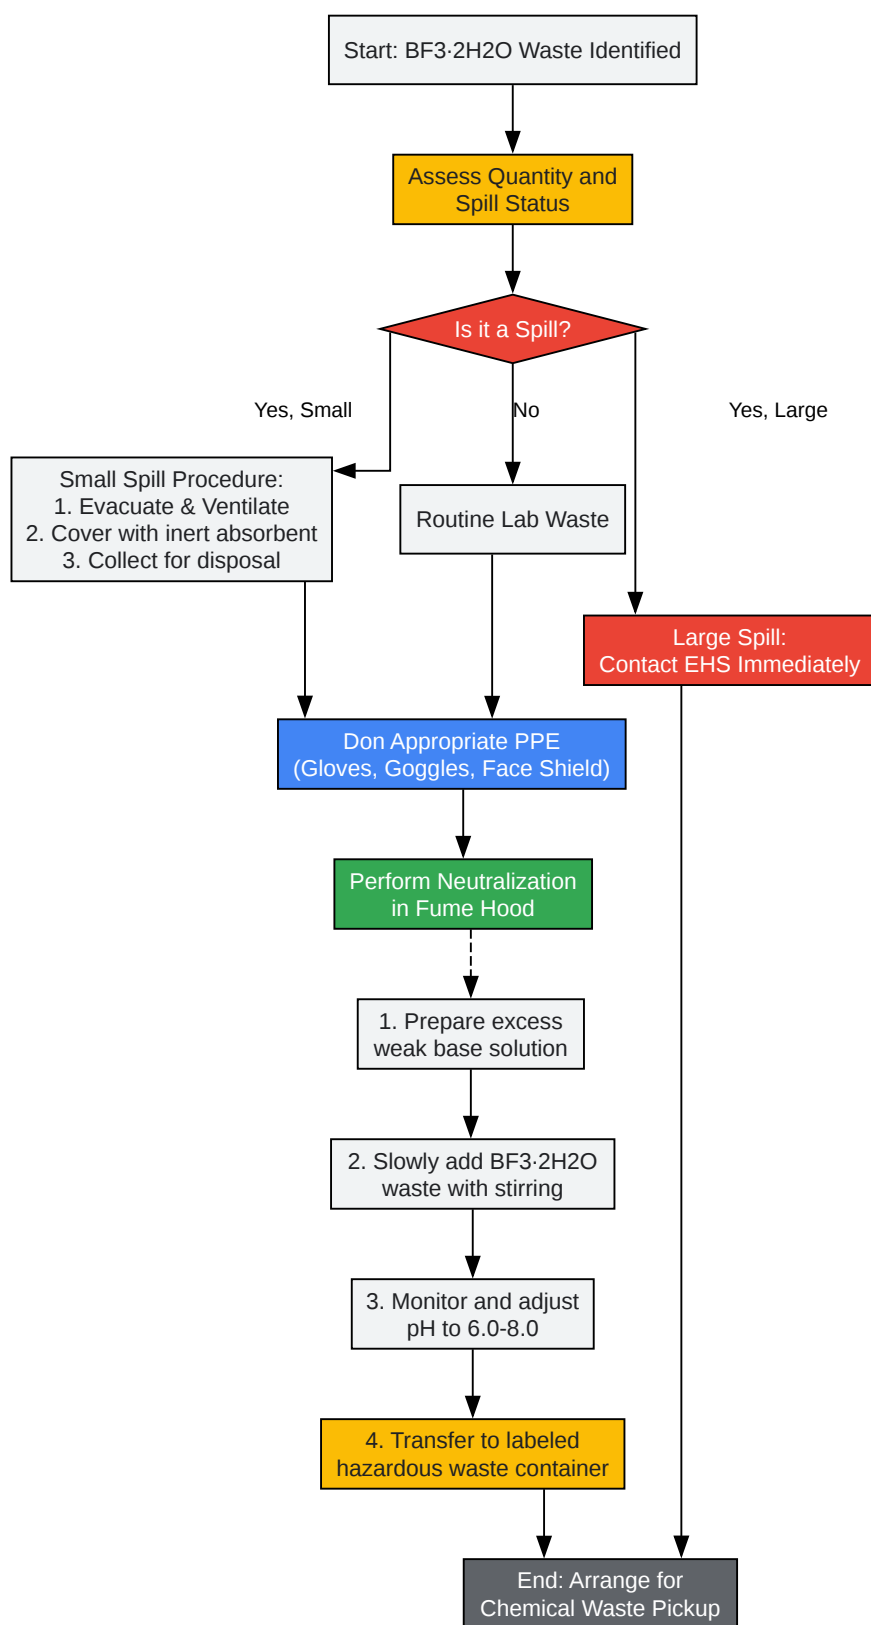 Start: BF3·2H2O Waste Identified
Assess Quantity and
Spill Status
Is it a Spill?
Yes, Small
No
Yes, Large
Small Spill Procedure:
1. Evacuate & Ventilate
2. Cover with inert absorbent
3. Collect for disposal
Routine Lab Waste
Large Spill:
Contact EHS Immediately
Don Appropriate PPE
(Gloves, Goggles, Face Shield)
Perform Neutralization
in Fume Hood
1. Prepare excess
weak base solution
2. Slowly add BF3·2H2O
waste with stirring
3. Monitor and adjust
pH to 6.0-8.0
4. Transfer to labeled
hazardous waste container
End: Arrange for
Chemical Waste Pickup